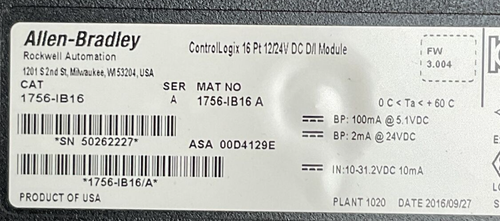 Allen-Bradley
Rockwell Automation
1201 S 2nd St, Milwaukee, WI 53204, USA
ControlLogix 16 Pt 12/24V DC D/I Module
FW
3.004
CAT SER MAT NO
1756-IB16 A 1756-IB16 A
0 C < Ta < + 60 C
BP: 100mA @ 5.1VDC
BP: 2mA @ 24VDC
*SN 50262227*
ASA 00D4129E
IN:10-31.2VDC 10mA
*1756-IB16/A*
PRODUCT OF USA
PLANT 1020 DATE 2016/09/27